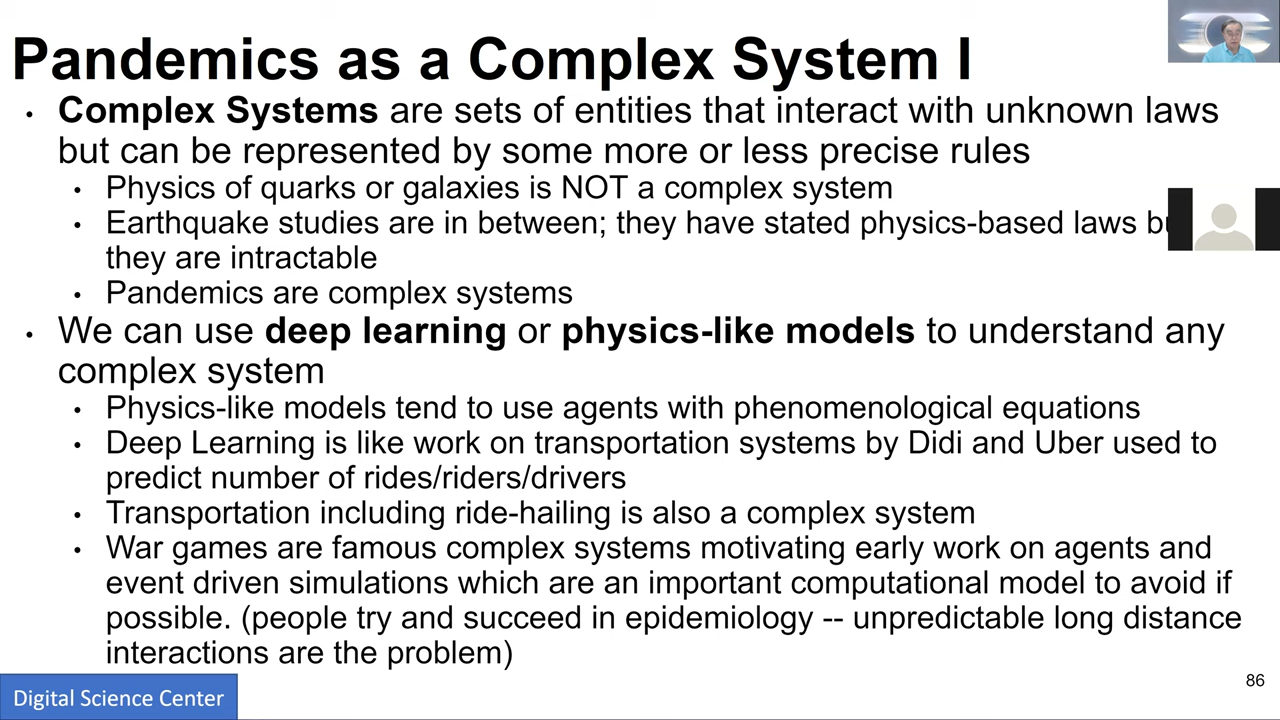 Pandemics as a Complex System I
• Complex Systems are sets of entities that interact with unknown laws
but can be represented by some more or less precise rules
• Physics of quarks or galaxies is NOT a complex system
• Earthquake studies are in between; they have stated physics-based laws
they are intractable
• Pandemics are complex systems
• We can use deep learning or physics-like models to understand any
complex system
• Physics-like models tend to use agents with phenomenological equations
• Deep Learning is like work on transportation systems by Didi and Uber used to
predict number of rides/riders/drivers
• Transportation including ride-hailing is also a complex system
• War games are famous complex systems motivating early work on agents and
event driven simulations which are an important computational model to avoid if
possible. (people try and succeed in epidemiology -- unpredictable long distance
interactions are the problem)
Digital Science Center
86